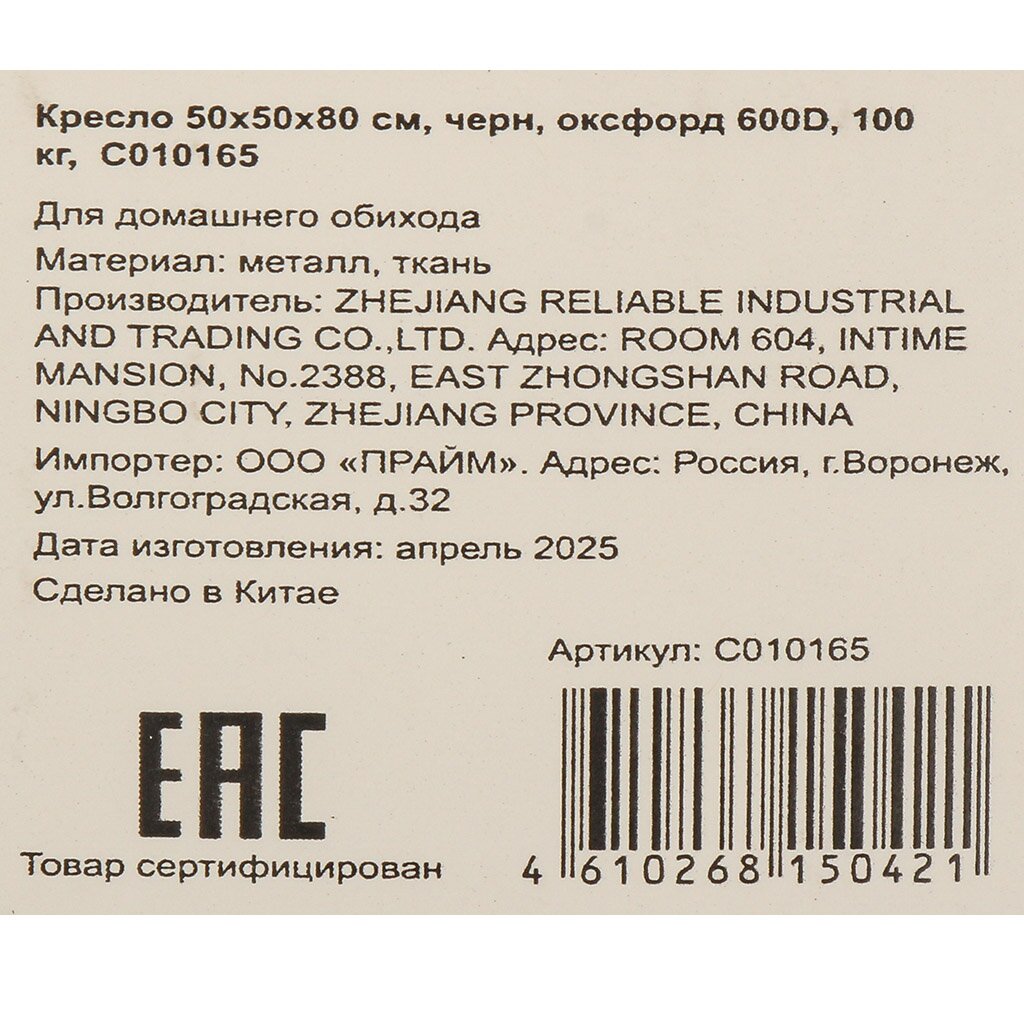 Кресло 50х50х80 см, черн, оксфорд 600D, 100
кг, С010165
Для домашнего обихода
Материал: металл, ткань
Производитель: ZHEJIANG RELIABLE INDUSTRIAL
AND TRADING CO.,LTD. Адрес: ROOM 604, INTIME
MANSION, No.2388, EAST ZHONGSHAN ROAD,
NINGBO CITY, ZHEJIANG PROVINCE, CHINA
Импортер: ООО «ПРАЙМ». Адрес: Россия, г.Воронеж,
ул.Волгоградская, д.32
Дата изготовления: апрель 2025
Сделано в Китае
Артикул: С010165
EAC
Товар сертифицирован
4 610268 150421